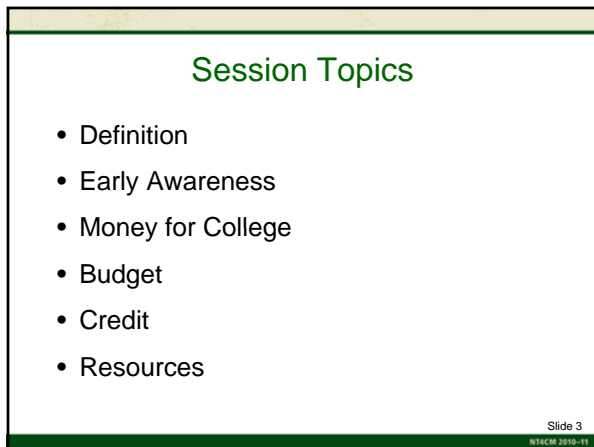 Session Topics
• Definition
• Early Awareness
• Money for College
• Budget
• Credit
• Resources
Slide 3
NT4CM 2010–11